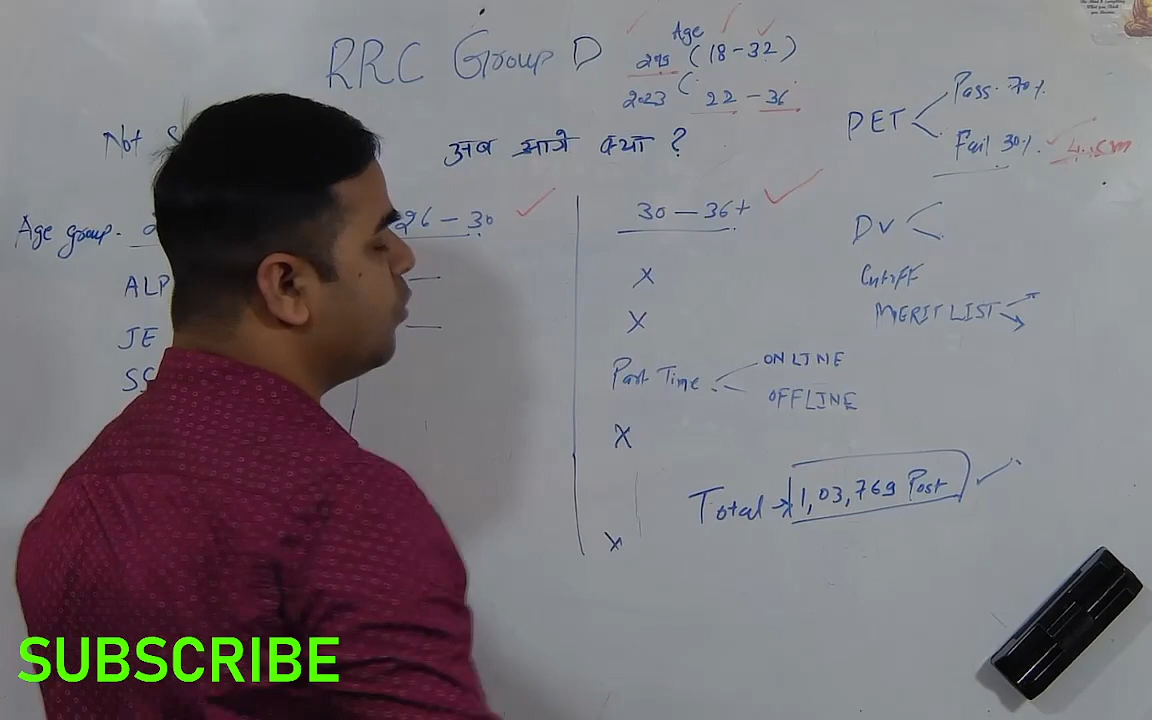 RRC Group D
Age
2019 (18-32)
2023 ( 22 - 36
Not
अब आगे क्या ?
PET
Pass 70%
Fail 30%
Age group.
26 - 30
30 - 36+
ALP
X
JE
X
Part Time
ONLINE
OFFLINE
X
X
DV
Cutoff
MERIT LIST
Total → 1,03,769 Post
SUBSCRIBE